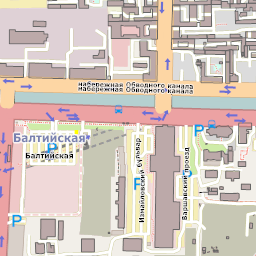 набережная Обводного канала
набережная Обводного канала
Балтийская
P
Балтийская
P
P
P
P
Измайловский бульвар
Варшавский проезд